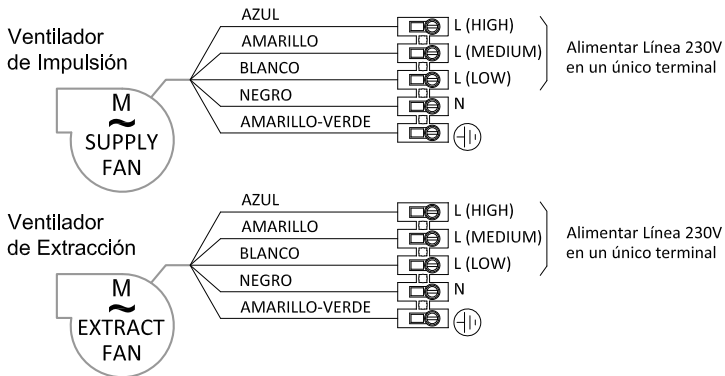 Ventilador
de Impulsión
M
~
SUPPLY
FAN
AZUL
AMARILLO
BLANCO
NEGRO
AMARILLO-VERDE
L (HIGH)
L (MEDIUM)
L (LOW)
N
Alimentar Línea 230V
en un único terminal
Ventilador
de Extracción
M
~
EXTRACT
FAN
AZUL
AMARILLO
BLANCO
NEGRO
AMARILLO-VERDE
L (HIGH)
L (MEDIUM)
L (LOW)
N
Alimentar Línea 230V
en un único terminal